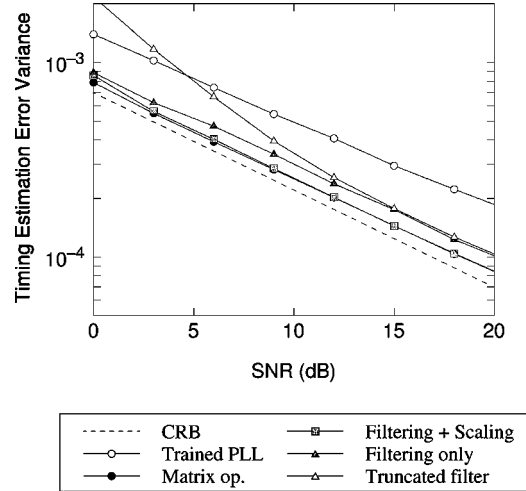 Timing Estimation Error Variance
10⁻³
10⁻⁴
0 5 10 15 20
SNR (dB)
CRB
Trained PLL
Matrix op.
Filtering + Scaling
Filtering only
Truncated filter